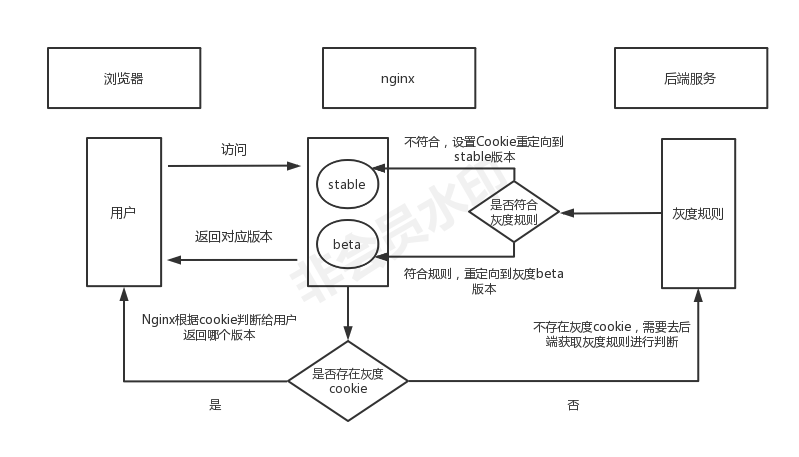 浏览器
nginx
后端服务
访问
不符合，设置Cookie重定向到
stable版本
stable
用户
是否符合
灰度规则
灰度规则
返回对应版本
beta
符合规则，重定向到灰度beta
版本
非会员水印
Nginx根据cookie判断给用户
返回哪个版本
不存在灰度cookie，需要去后
端获取灰度规则进行判断
是否存在灰度
cookie
是
否